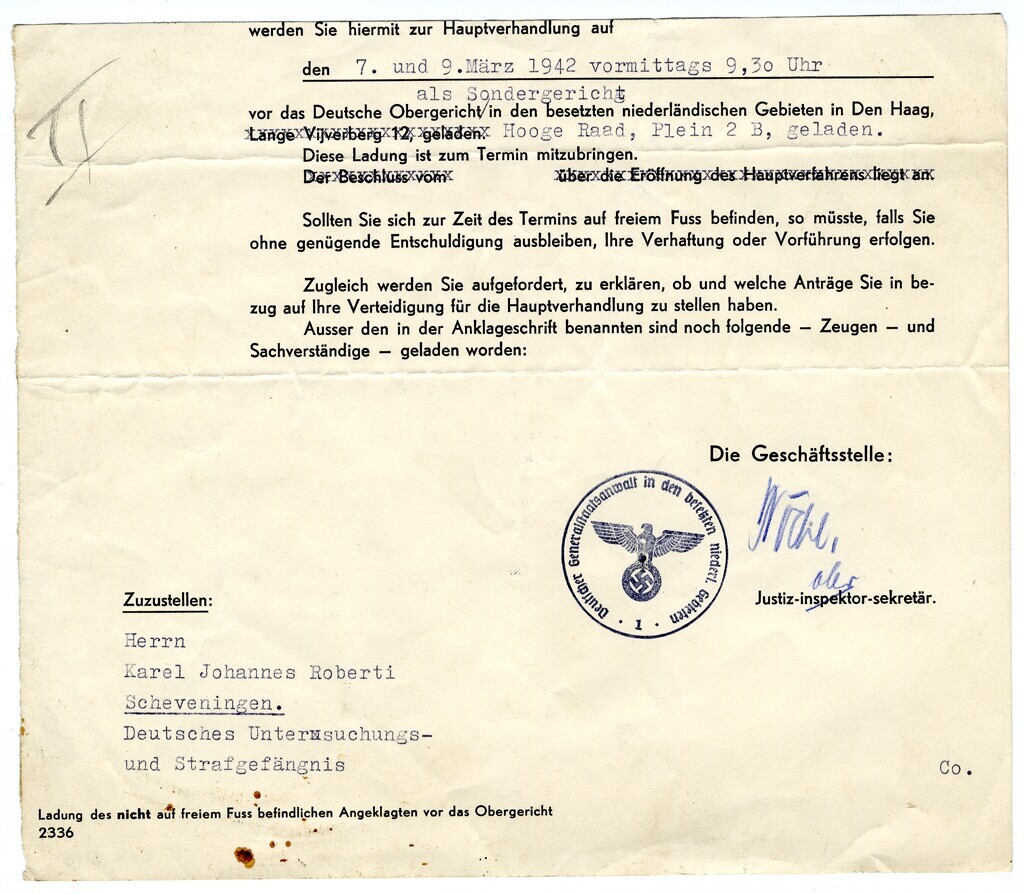 II
werden Sie hiermit zur Hauptverhandlung auf
den 7. und 9.März 1942 vormittags 9,30 Uhr
als Sondergericht
vor das Deutsche Obergericht/in den besetzten niederländischen Gebieten in Den Haag,
Lange Vijverberg 12, geladen. Hooge Raad, Plein 2 B, geladen.
Diese Ladung ist zum Termin mitzubringen.
Der Beschluss vom über die Eröffnung des Hauptverfahrens liegt an.
Sollten Sie sich zur Zeit des Termins auf freiem Fuss befinden, so müsste, falls Sie
ohne genügende Entschuldigung ausbleiben, Ihre Verhaftung oder Vorführung erfolgen.
Zugleich werden Sie aufgefordert, zu erklären, ob und welche Anträge Sie in be-
zug auf Ihre Verteidigung für die Hauptverhandlung zu stellen haben.
Ausser den in der Anklageschrift benannten sind noch folgende — Zeugen — und
Sachverständige — geladen worden:
Die Geschäftsstelle:
Deutscher Generalstaatsanwalt in den besetzten niederl. Gebieten
· 1 ·
ober
Justiz-inspektor-sekretär.
Zuzustellen:
Herrn
Karel Johannes Roberti
Scheveningen.
Deutsches Untersuchungs-
und Strafgefängnis
Co.
Ladung des nicht auf freiem Fuss befindlichen Angeklagten vor das Obergericht
2336